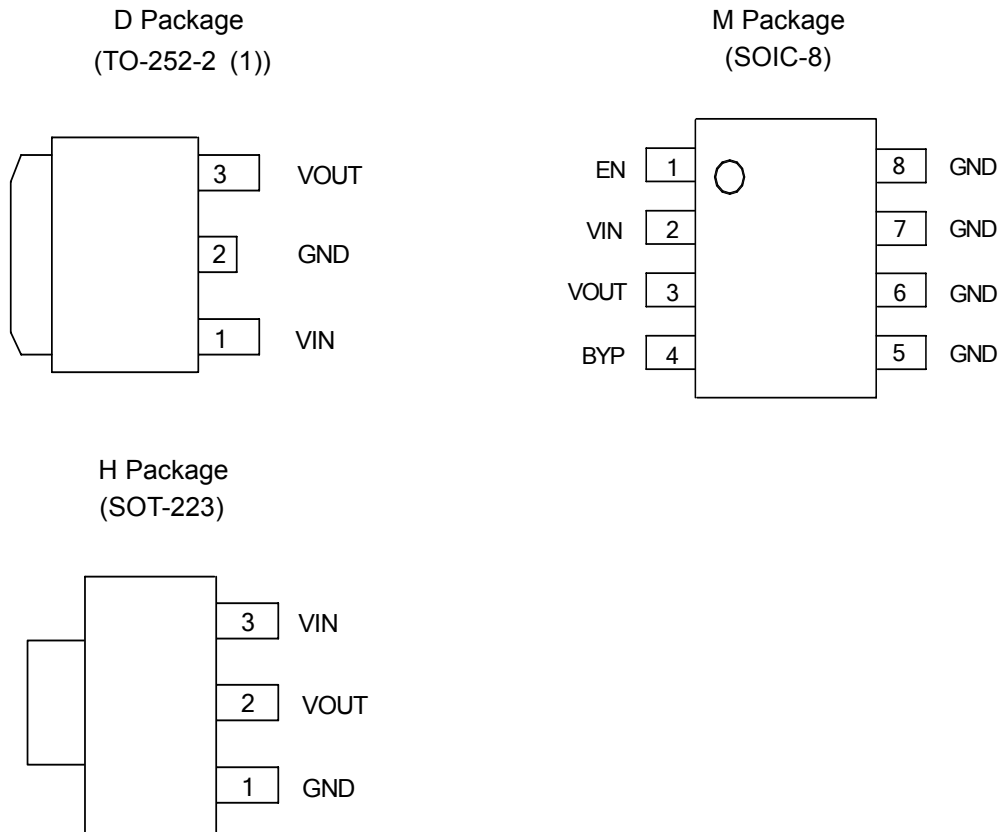 D Package
(TO-252-2 (1))
3 VOUT
2 GND
1 VIN
M Package
(SOIC-8)
EN 1 8 GND
VIN 2 7 GND
VOUT 3 6 GND
BYP 4 5 GND
H Package
(SOT-223)
3 VIN
2 VOUT
1 GND